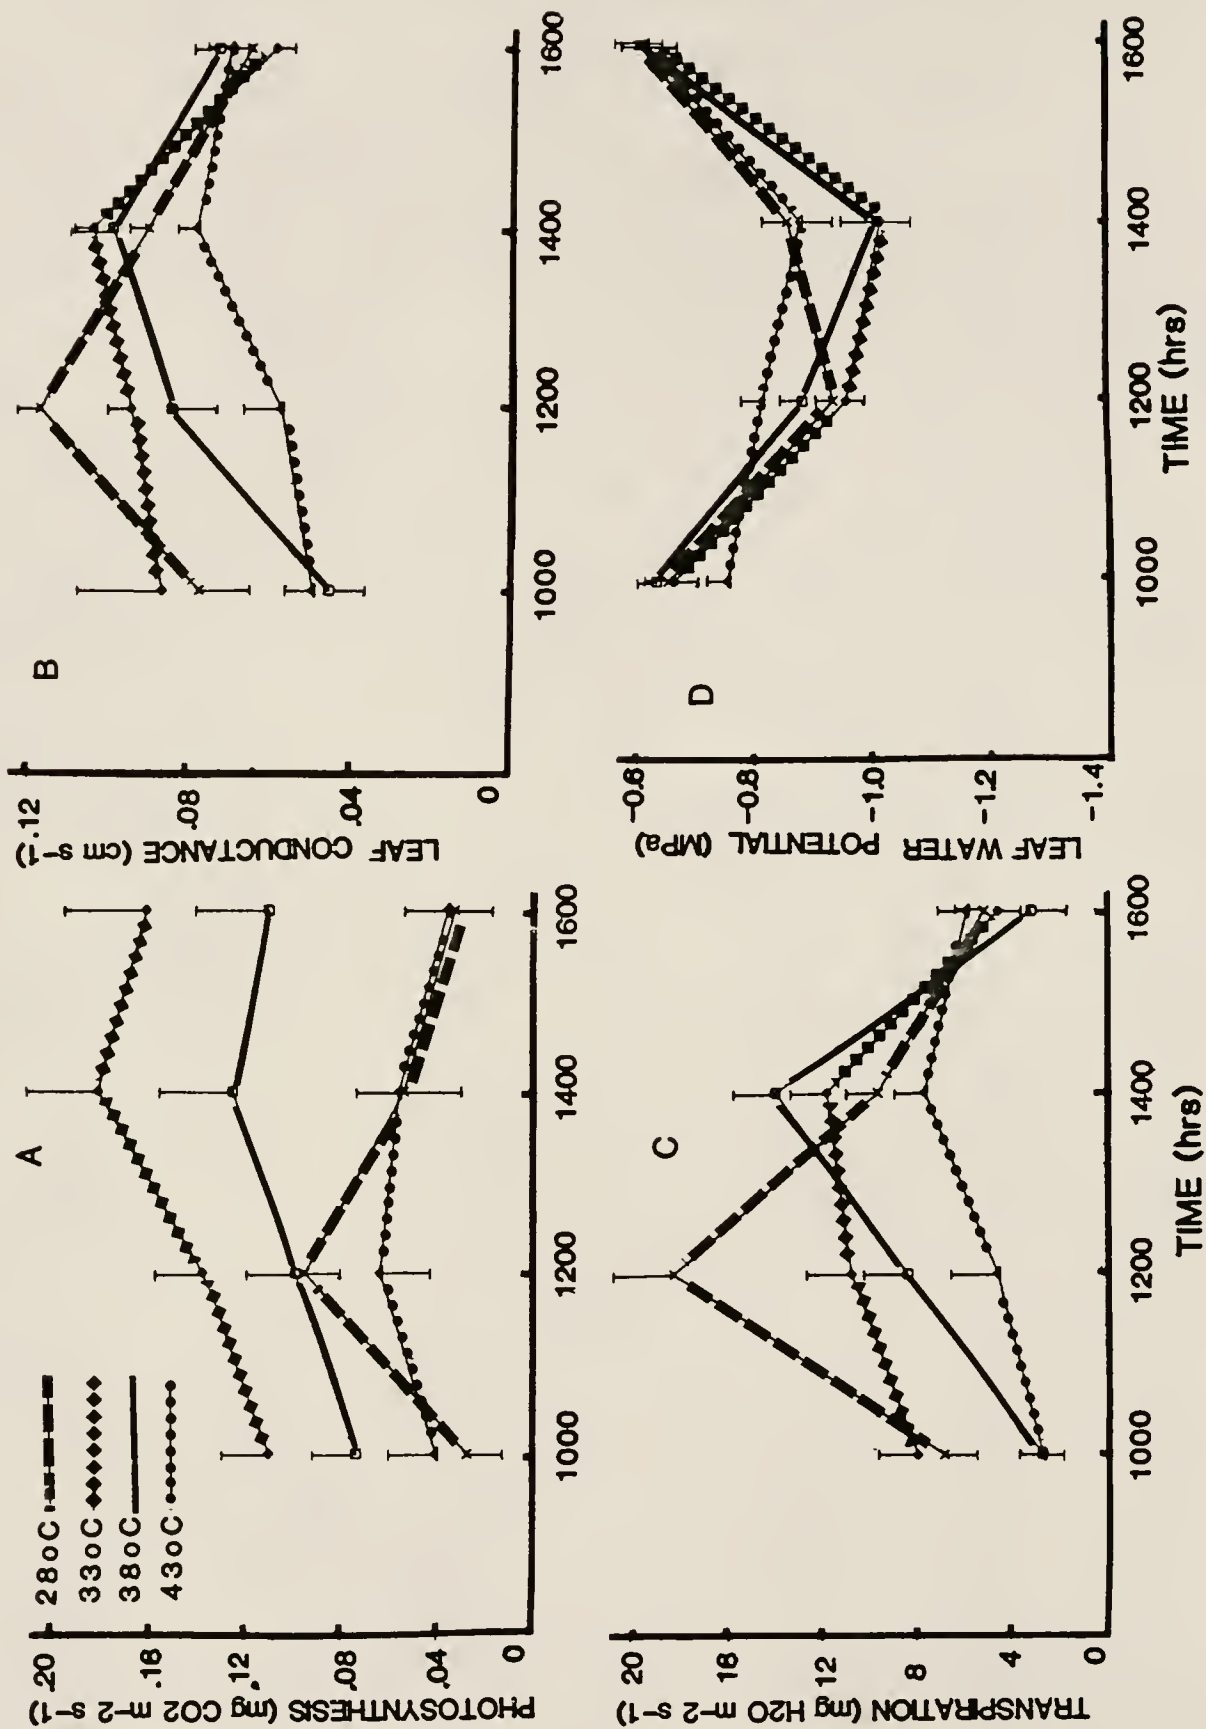 A
28oC
33oC
38oC
43oC
PHOTOSYNTHESIS (mg CO2 m-2 s-1)
.20
.16
.12
.08
.04
0
1000
1200
1400
1600
B
LEAF CONDUCTANCE (cm s-1)
.12
.08
.04
0
1000
1200
1400
1600
C
TRANSPIRATION (mg H2O m-2 s-1)
20
16
12
8
4
0
1000
1200
1400
1600
TIME (hrs)
D
LEAF WATER POTENTIAL (MPa)
-0.6
-0.8
-1.0
-1.2
-1.4
1000
1200
1400
1600
TIME (hrs)